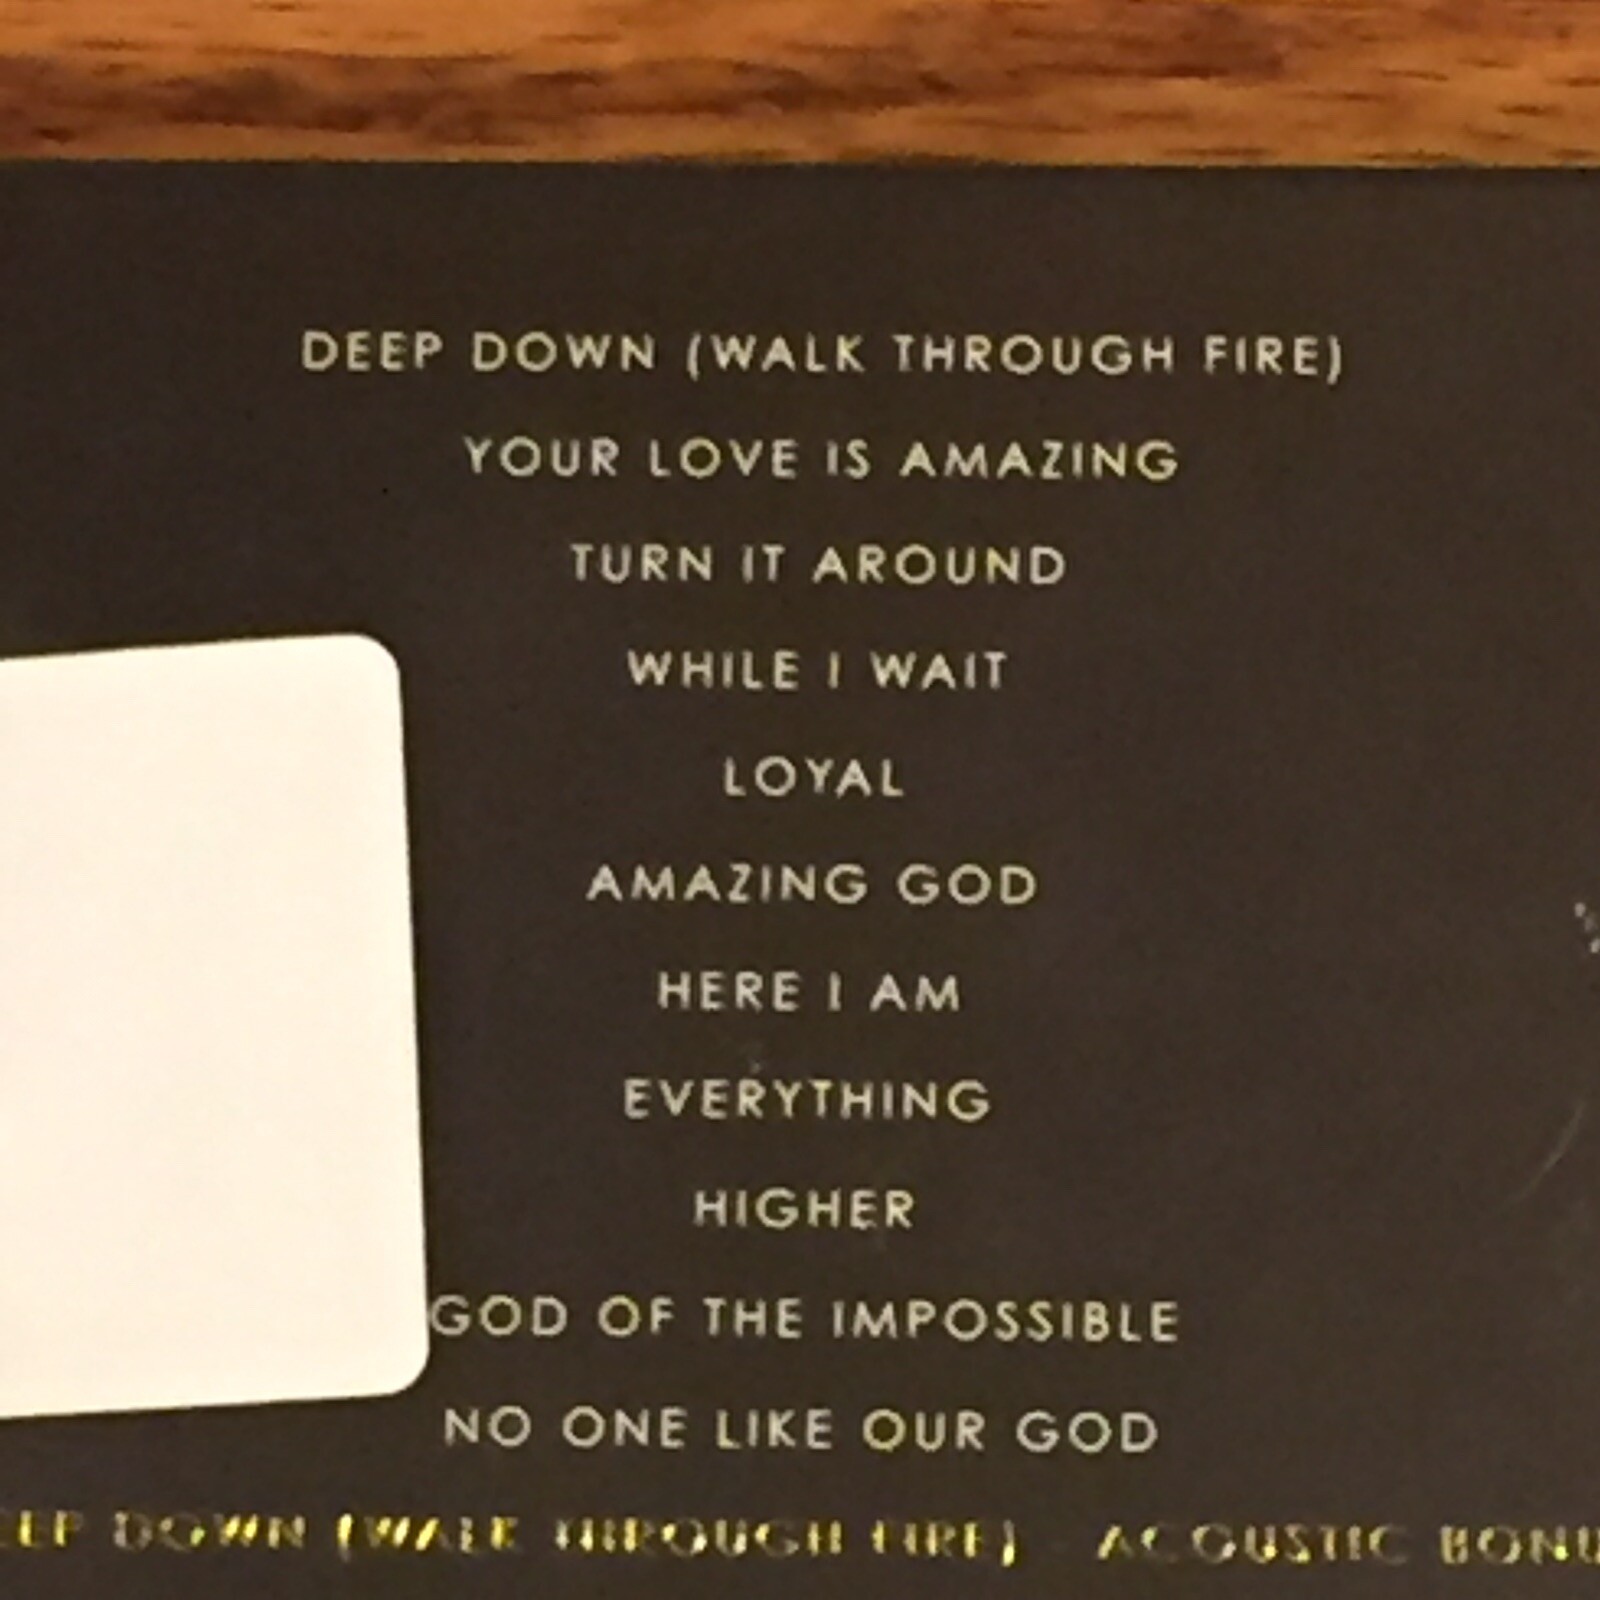 DEEP DOWN (WALK THROUGH FIRE)
YOUR LOVE IS AMAZING
TURN IT AROUND
WHILE I WAIT
LOYAL
AMAZING GOD
HERE I AM
EVERYTHING
HIGHER
GOD OF THE IMPOSSIBLE
NO ONE LIKE OUR GOD
DOWN (WALK THROUGH FIRE) - ACOUSTIC